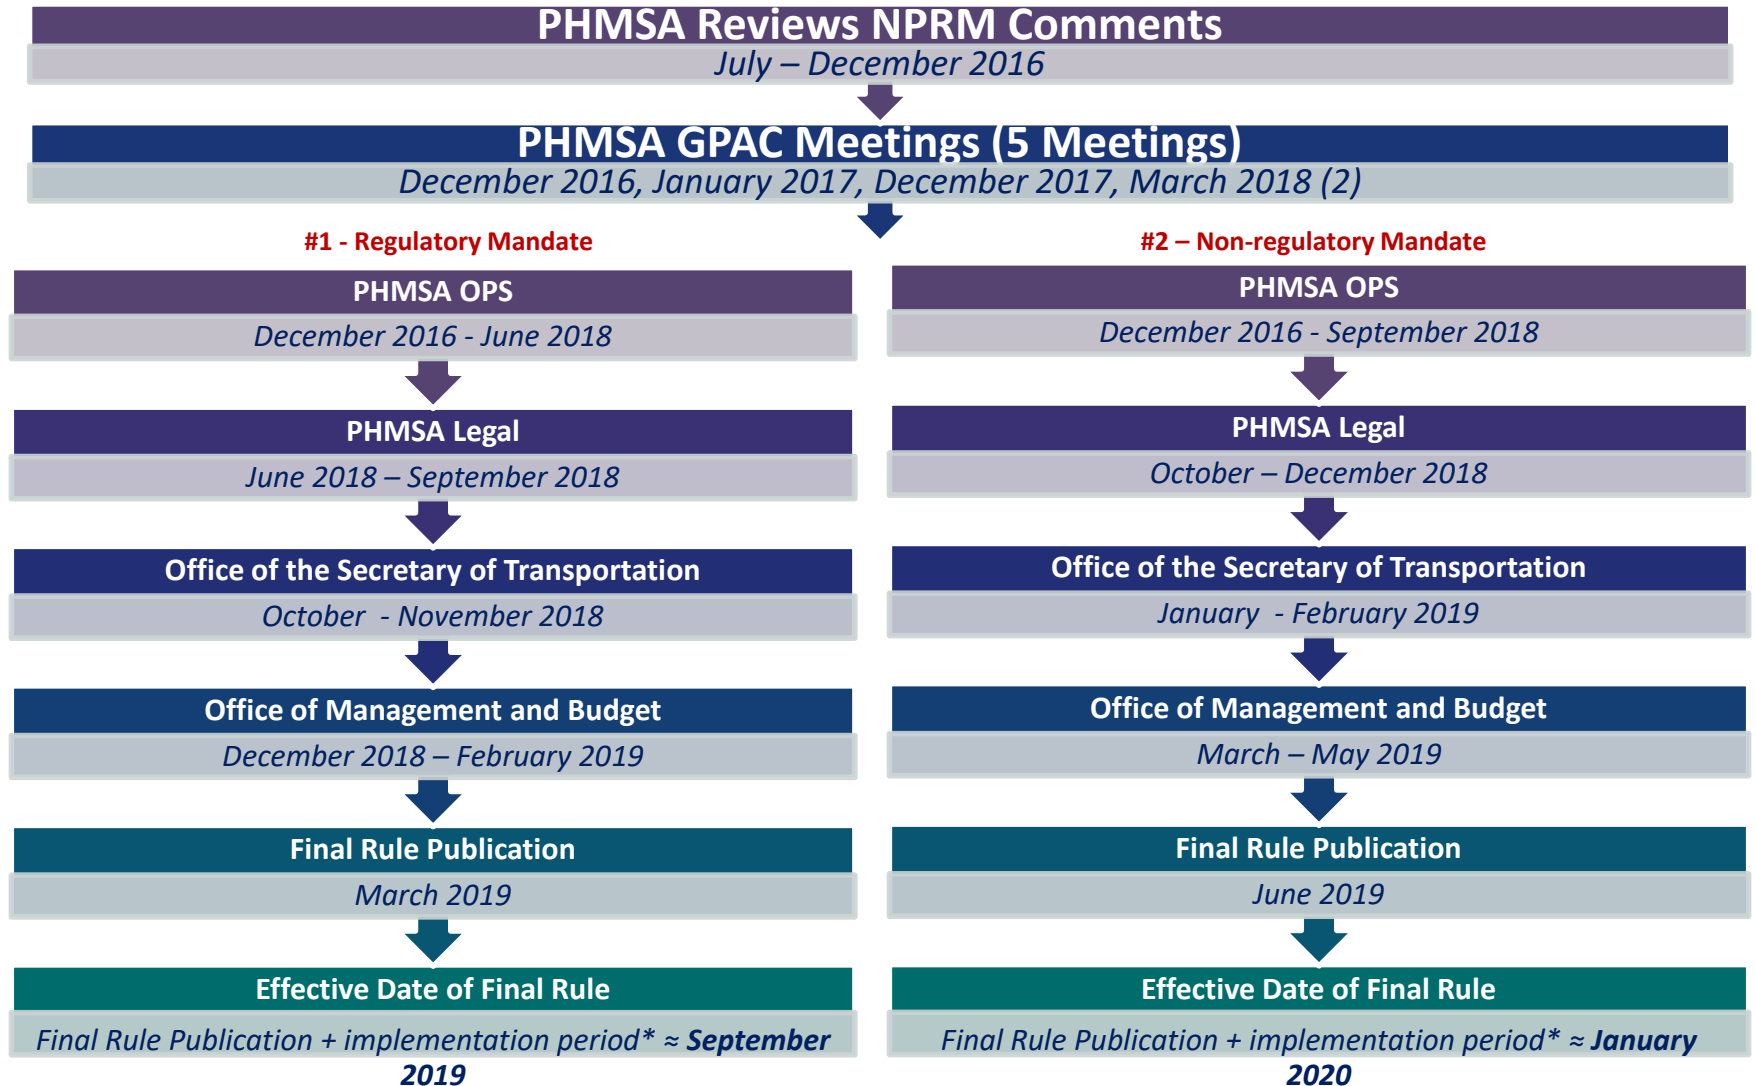 PHMSA Reviews NPRM Comments
July – December 2016
PHMSA GPAC Meetings (5 Meetings)
December 2016, January 2017, December 2017, March 2018 (2)
#1 - Regulatory Mandate
PHMSA OPS
December 2016 - June 2018
PHMSA Legal
June 2018 – September 2018
Office of the Secretary of Transportation
October - November 2018
Office of Management and Budget
December 2018 – February 2019
Final Rule Publication
March 2019
Effective Date of Final Rule
Final Rule Publication + implementation period* ≈ September
2019
#2 – Non-regulatory Mandate
PHMSA OPS
December 2016 - September 2018
PHMSA Legal
October – December 2018
Office of the Secretary of Transportation
January - February 2019
Office of Management and Budget
March – May 2019
Final Rule Publication
June 2019
Effective Date of Final Rule
Final Rule Publication + implementation period* ≈ January
2020